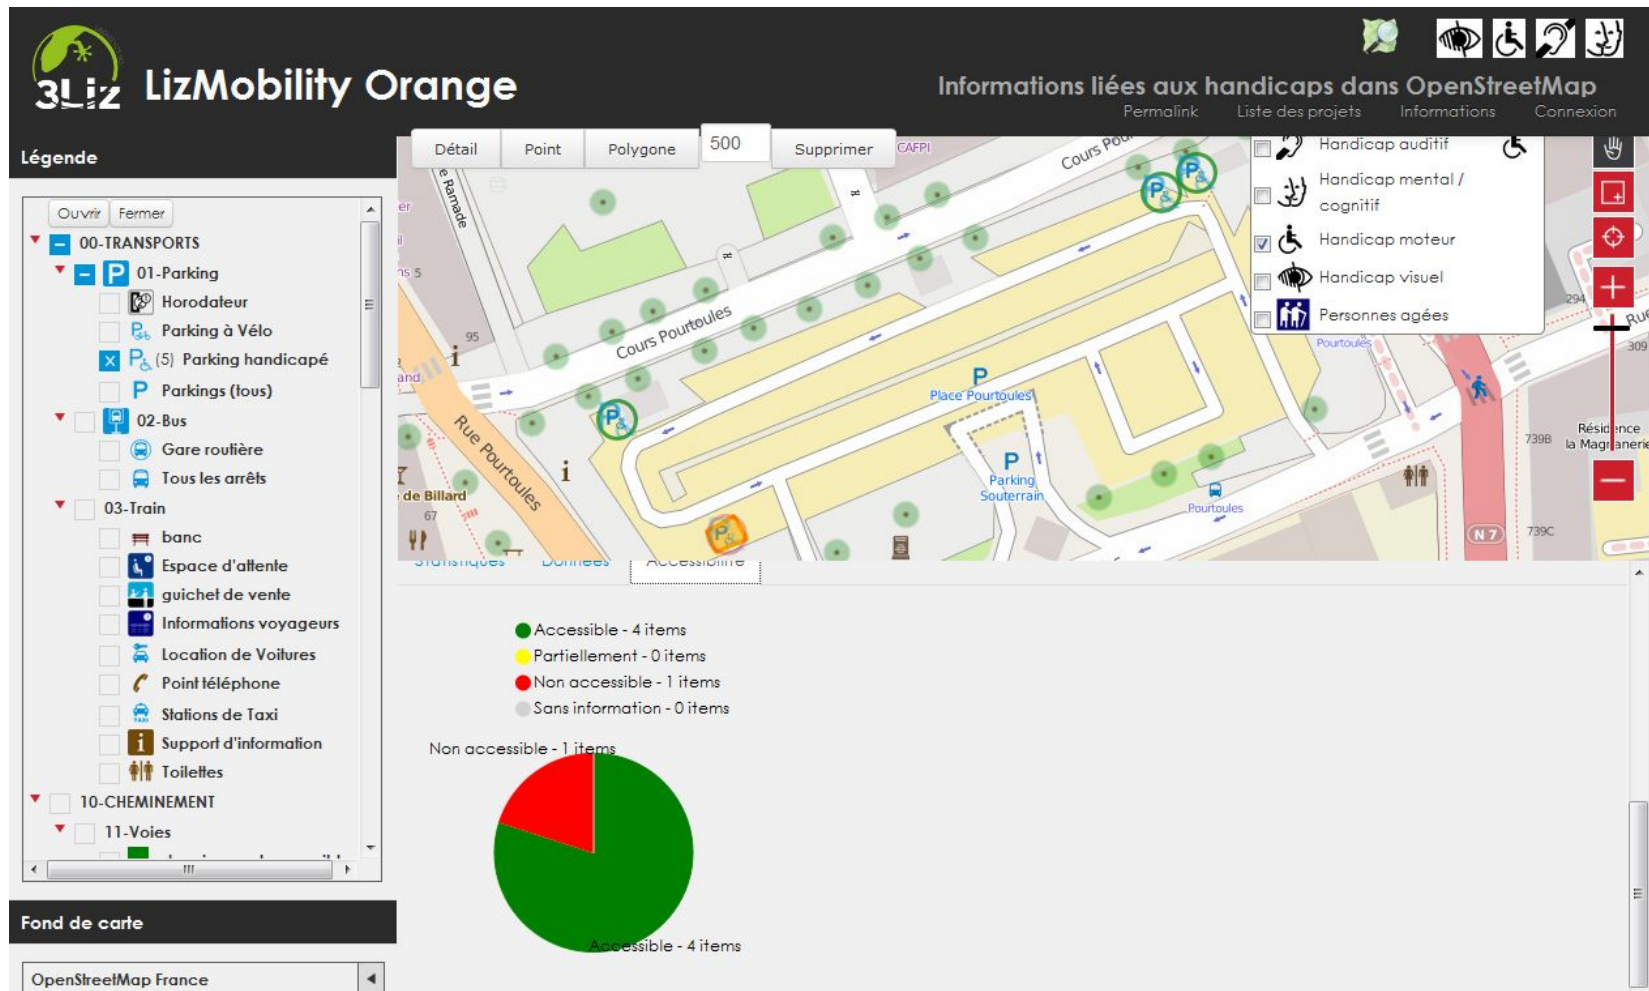 3Liz
LizMobility Orange
Informations liées aux handicaps dans OpenStreetMap
Permalink
Liste des projets
Informations
Connexion
Légende
Ouvrir
Fermer
00-TRANSPORTS
01-Parking
Horodateur
Parking à Vélo
(5) Parking handicapé
Parkings (tous)
02-Bus
Gare routière
Tous les arrêts
03-Train
banc
Espace d'attente
guichet de vente
Informations voyageurs
Location de Voitures
Point téléphone
Stations de Taxi
Support d'information
Toilettes
10-CHEMINEMENT
11-Voies
Fond de carte
OpenStreetMap France
Détail
Point
Polygone
500
Supprimer
CAFPI
Cours Pou
e Ramade
Handicap auditif
Handicap mental /
cognitif
Handicap moteur
Handicap visuel
Personnes agées
5
95
Cours Pourtoules
Rue Pourtoules
Place Pourtoules
Parking
Souterrain
Pourtoules
Pourtoules
294
Rue
309
Résidence
la Magnanerie
739B
739C
N 7
de Billard
67
Statistiques
Données
Accessibilité
Accessible - 4 items
Partiellement - 0 items
Non accessible - 1 items
Sans information - 0 items
Non accessible - 1 items
Accessible - 4 items